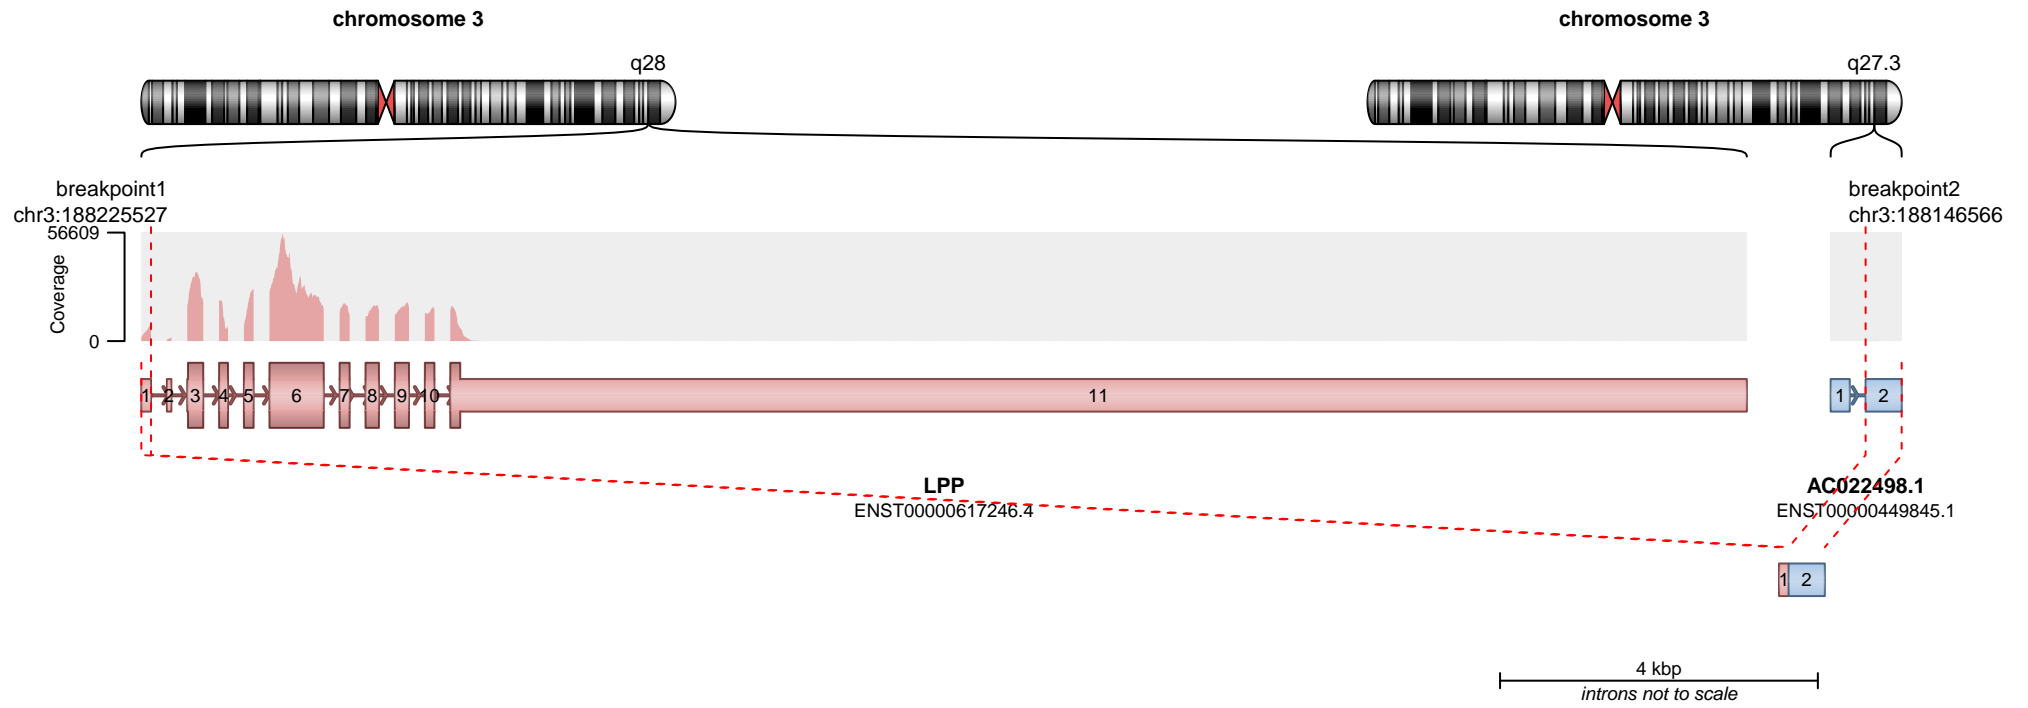 chromosome 3
chromosome 3
q28
q27.3
breakpoint1
chr3:188225527
breakpoint2
chr3:188146566
56609
Coverage
0
1 2 3 4 5 6 7 8 9 10 11
1 2
LPP
ENST00000617246.4
AC022498.1
ENST00000449845.1
1 2
4 kbp
introns not to scale